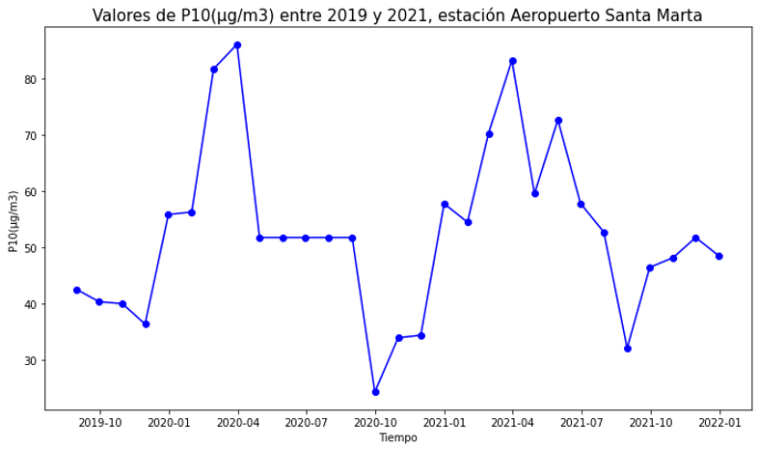 Valores de P10(μg/m3) entre 2019 y 2021, estación Aeropuerto Santa Marta
P10(μg/m3)
80
70
60
50
40
30
2019-10 2020-01 2020-04 2020-07 2020-10 2021-01 2021-04 2021-07 2021-10 2022-01
Tiempo